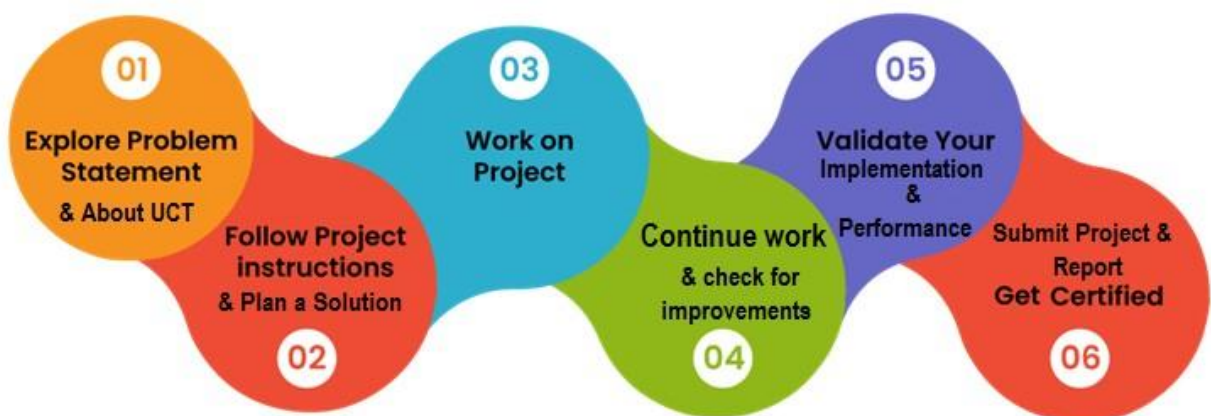 01
Explore Problem
Statement
& About UCT
Follow Project
instructions
& Plan a Solution
02
03
Work on
Project
Continue work
& check for
improvements
04
05
Validate Your
Implementation
&
Performance
Submit Project &
Report
Get Certified
06